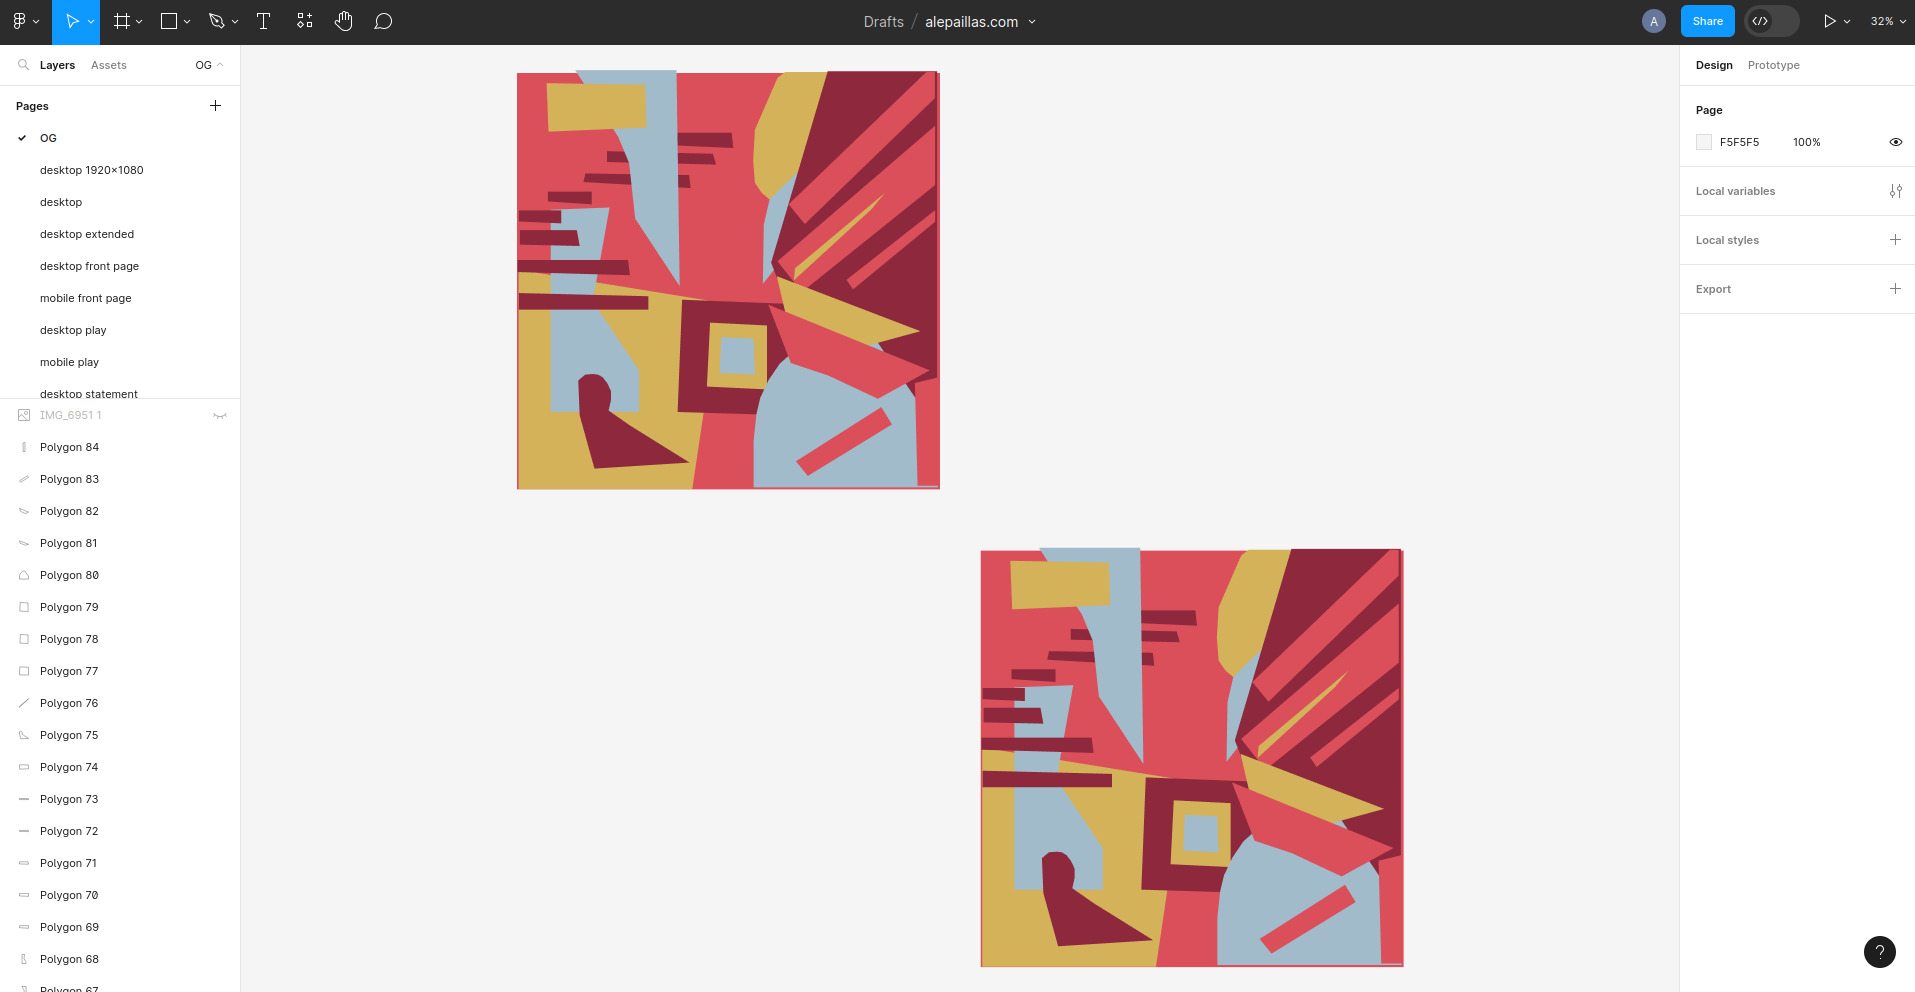 Drafts / alepaillas.com
A
Share
32%
Layers
Assets
OG
Pages
OG
desktop 1920×1080
desktop
desktop extended
desktop front page
mobile front page
desktop play
mobile play
desktop statement
IMG_6951 1
Polygon 84
Polygon 83
Polygon 82
Polygon 81
Polygon 80
Polygon 79
Polygon 78
Polygon 77
Polygon 76
Polygon 75
Polygon 74
Polygon 73
Polygon 72
Polygon 71
Polygon 70
Polygon 69
Polygon 68
Polygon 67
Design
Prototype
Page
F5F5F5
100%
Local variables
Local styles
Export
?